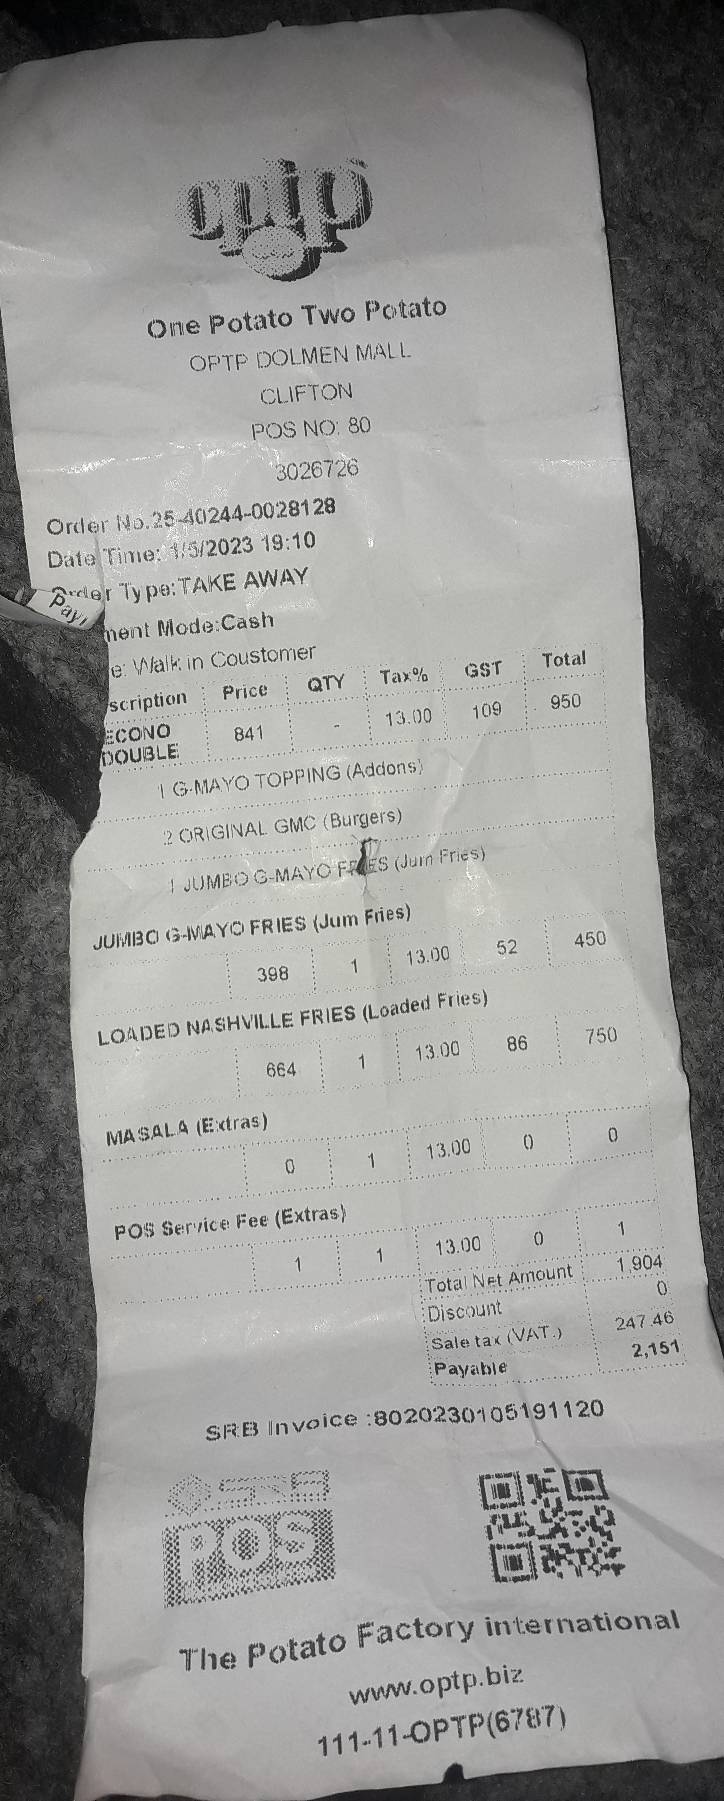 optp
One Potato Two Potato
OPTP DOLMEN MALL
CLIFTON
POS NO: 80
3026726
Order No.25-40244-0028128
Date Time: 1/5/2023 19:10
Order Type:TAKE AWAY
Payment Mode:Cash
e: Walk in Coustomer
scription Price QTY Tax% GST Total
ECONO DOUBLE 841 - 13.00 109 950
1 G-MAYO TOPPING (Addons)
2 ORIGINAL GMC (Burgers)
1 JUMBO G-MAYO FRIES (Jum Fries)
JUMBO G-MAYO FRIES (Jum Fries)
398 1 13.00 52 450
LOADED NASHVILLE FRIES (Loaded Fries)
664 1 13.00 86 750
MASALA (Extras)
0 1 13.00 0 0
POS Service Fee (Extras)
1 1 13.00 0 1
Total Net Amount 1,904
Discount 0
Sale tax (VAT.) 247.46
Payable 2,151
SRB Invoice :8020230105191120
SRB
POS
The Potato Factory international
www.optp.biz
111-11-OPTP(6787)